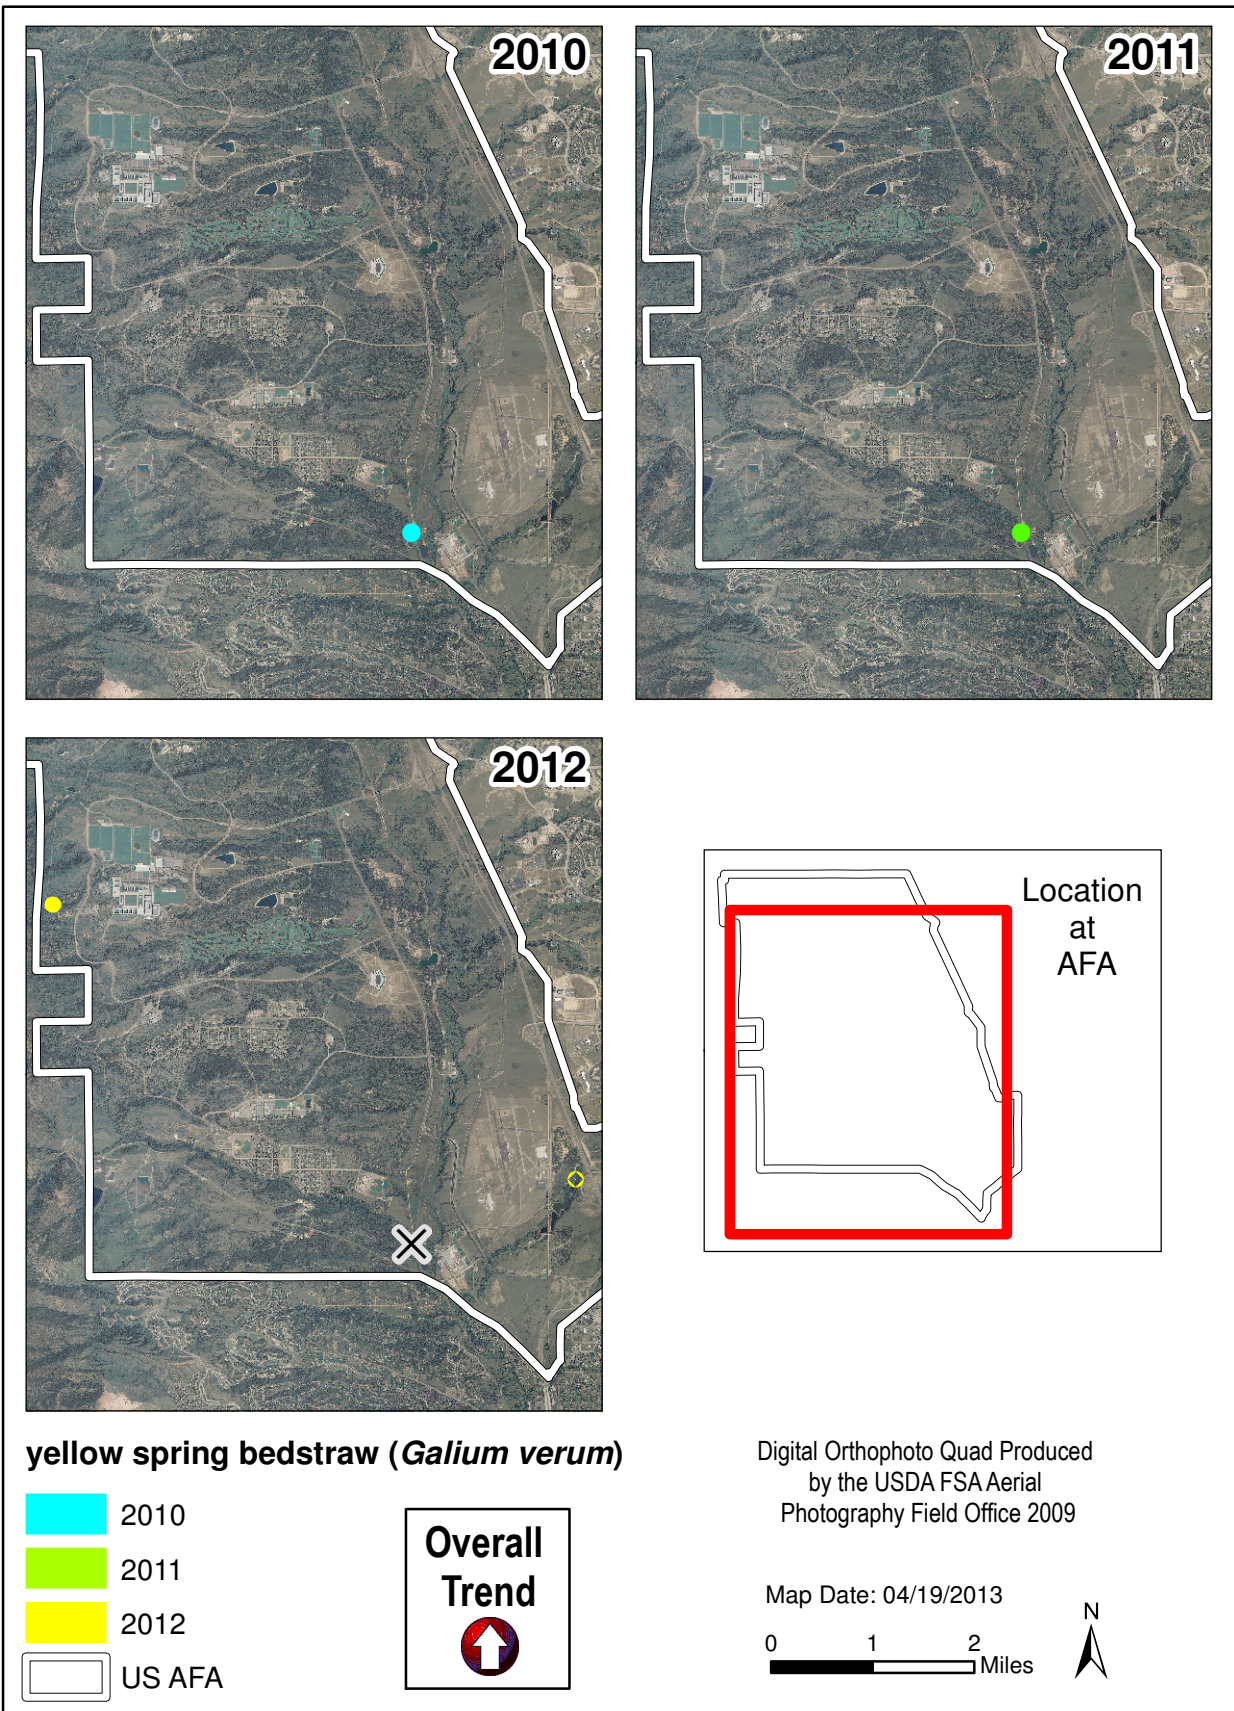 2010
2011
2012
Location
at
AFA
yellow spring bedstraw (Galium verum)
2010
2011
2012
US AFA
Overall
Trend
Digital Orthophoto Quad Produced
by the USDA FSA Aerial
Photography Field Office 2009
Map Date: 04/19/2013
0 1 2
Miles
N